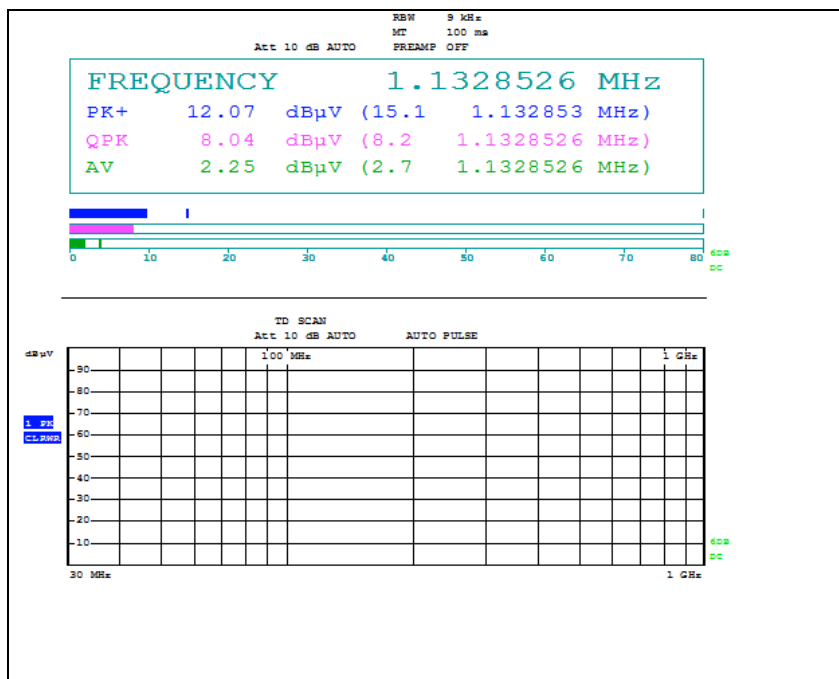 RBW 9 kHz
MT 100 ms
Att 10 dB AUTO PREAMP OFF
FREQUENCY 1.1328526 MHz
PK+ 12.07 dBµV (15.1 1.132853 MHz)
QPK 8.04 dBµV (8.2 1.1328526 MHz)
AV 2.25 dBµV (2.7 1.1328526 MHz)
0 10 20 30 40 50 60 70 80
6DB
DC
TD SCAN
Att 10 dB AUTO AUTO PULSE
dBµV
100 MHz 1 GHz
90
80
70
1 PK
CLRWR
60
50
40
30
20
10
6DB
DC
30 MHz 1 GHz